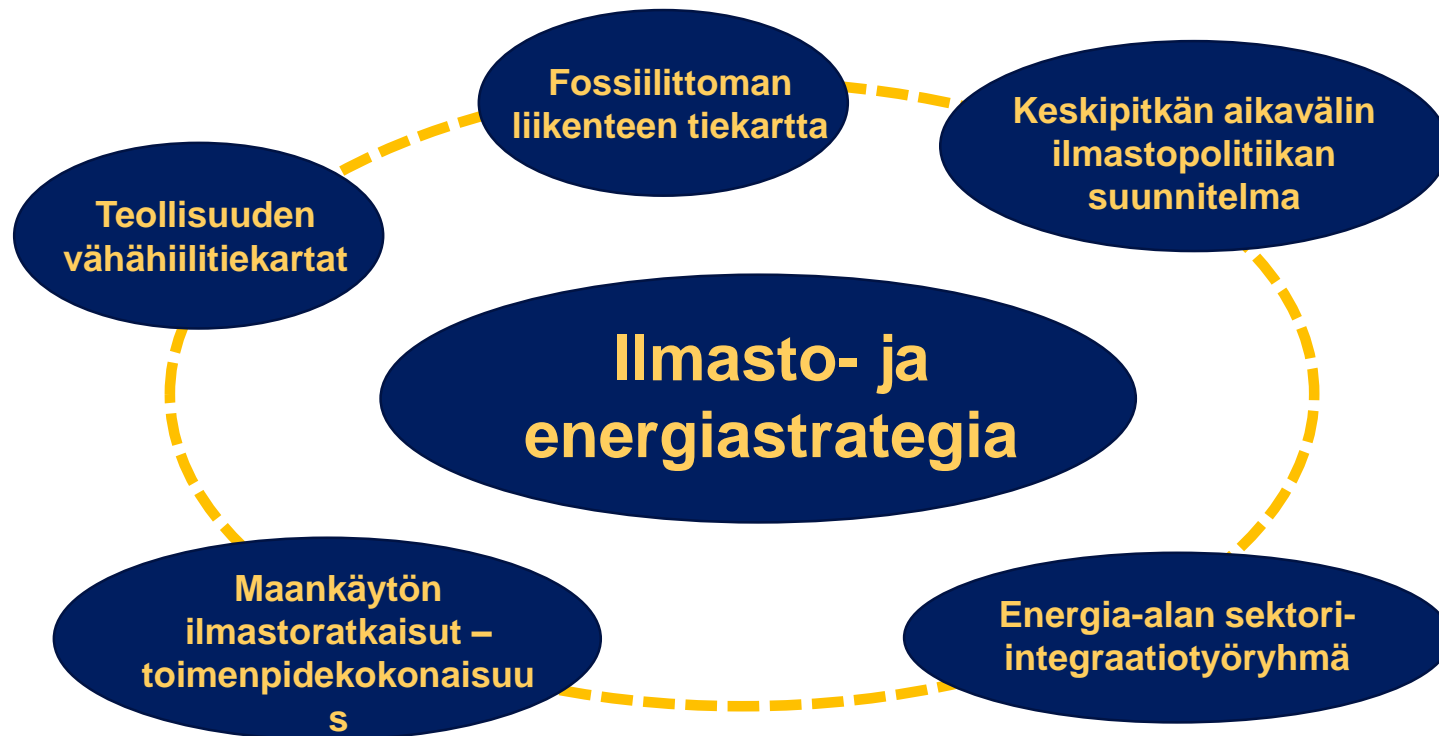 Fossiilittoman
liikenteen tiekartta
Keskipitkän aikavälin
ilmastopolitiikan
suunnitelma
Teollisuuden
vähähiilitiekartat
Ilmasto- ja
energiastrategia
Maankäytön
ilmastoratkaisut –
toimenpidekokonaisuu
s
Energia-alan sektori-
integraatiotyöryhmä